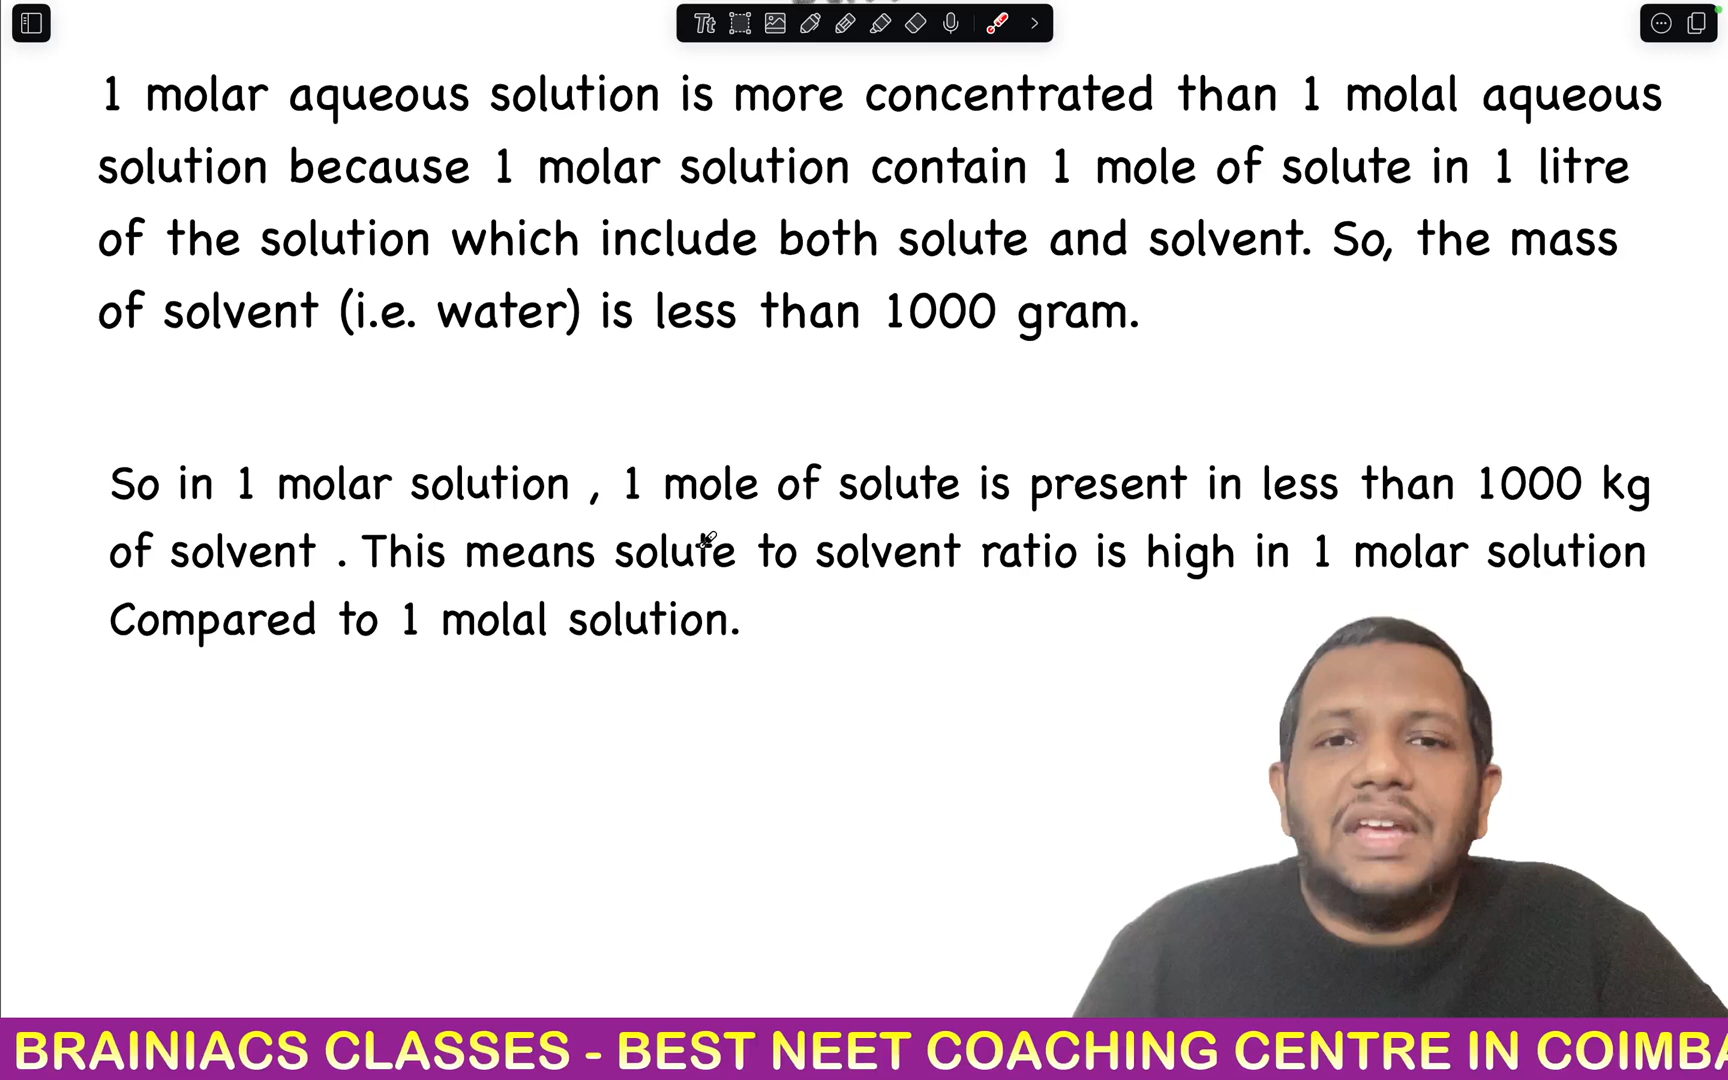 Tt
1 molar aqueous solution is more concentrated than 1 molal aqueous
solution because 1 molar solution contain 1 mole of solute in 1 litre
of the solution which include both solute and solvent. So, the mass
of solvent (i.e. water) is less than 1000 gram.
So in 1 molar solution , 1 mole of solute is present in less than 1000 kg
of solvent . This means solute to solvent ratio is high in 1 molar solution
Compared to 1 molal solution.
BRAINIACS CLASSES - BEST NEET COACHING CENTRE IN COIMBA